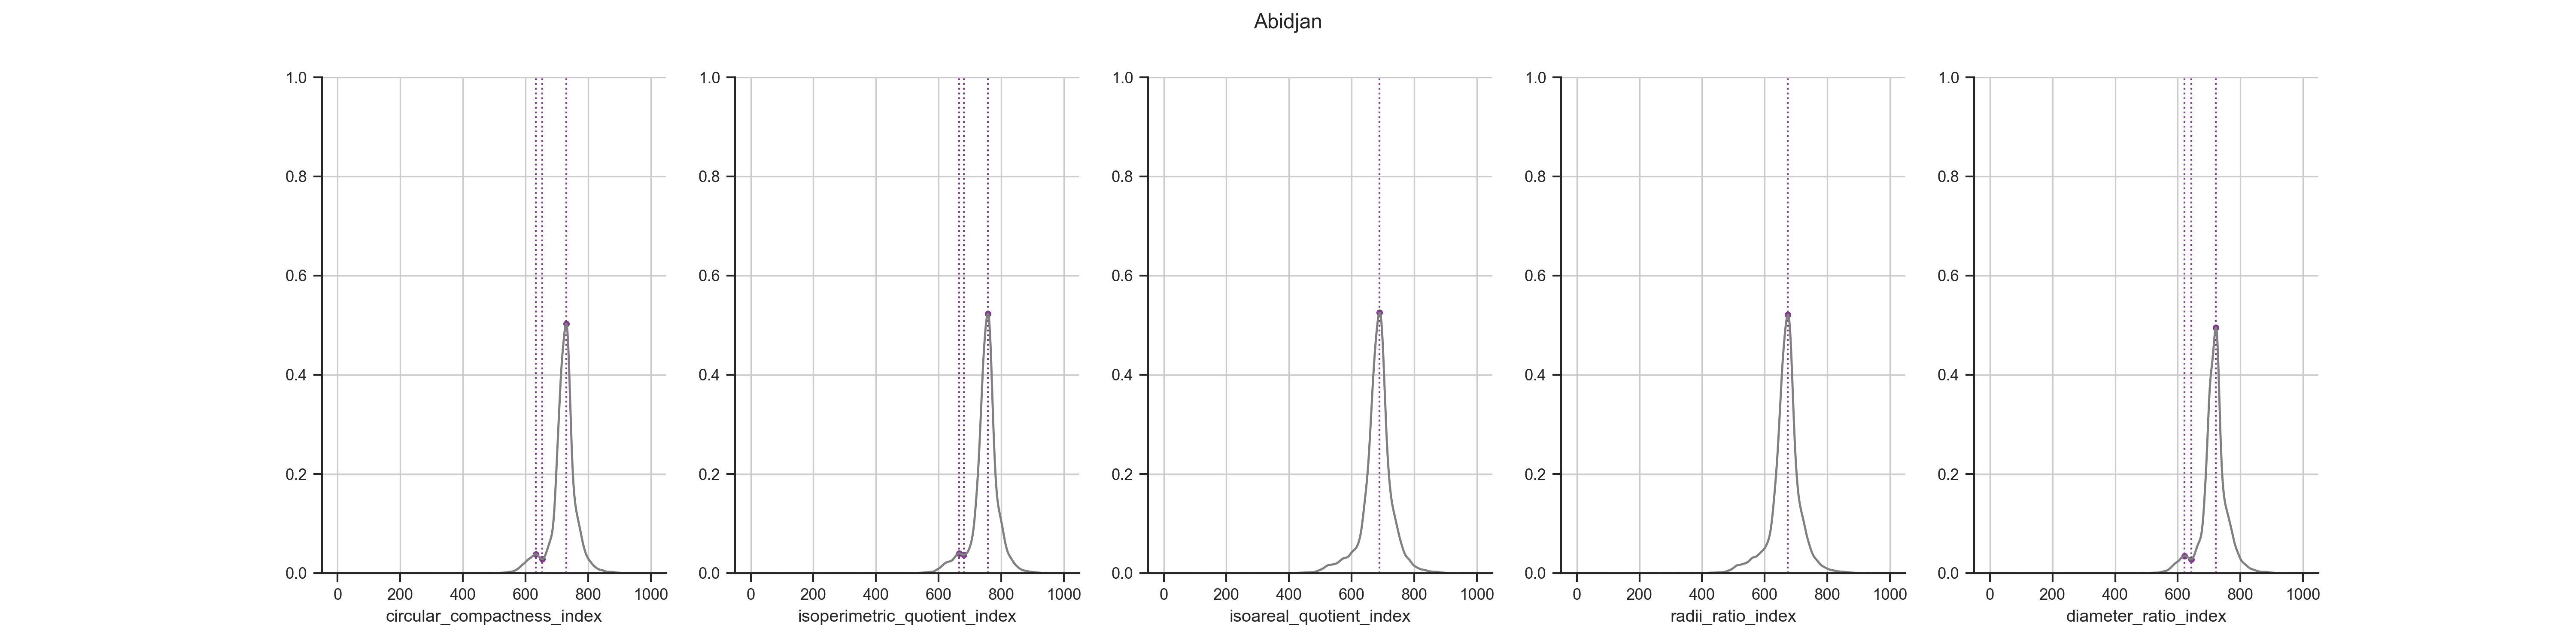 Abidjan
1.0 1.0 1.0 1.0 1.0
0.8 0.8 0.8 0.8 0.8
0.6 0.6 0.6 0.6 0.6
0.4 0.4 0.4 0.4 0.4
0.2 0.2 0.2 0.2 0.2
0.0 0.0 0.0 0.0 0.0
0 200 400 600 800 1000 0 200 400 600 800 1000 0 200 400 600 800 1000 0 200 400 600 800 1000 0 200 400 600 800 1000
circular_compactness_index isoperimetric_quotient_index isoareal_quotient_index radii_ratio_index diameter_ratio_index